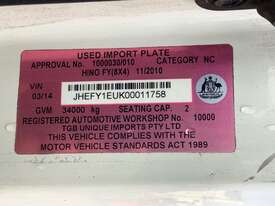 USED IMPORT PLATE
APPROVAL No. 1000030/010 CATEGORY NC
HINO FY(8X4) 11/2010
VIN JHEFY1EUK00011758
03/14
GVM 34000 kg SEATING CAP. 2
REGISTERED AUTOMOTIVE WORKSHOP No. 10000
TGB UNIQUE IMPORTS PTY LTD
THIS VEHICLE COMPLIES WITH THE
MOTOR VEHICLE STANDARDS ACT 1989